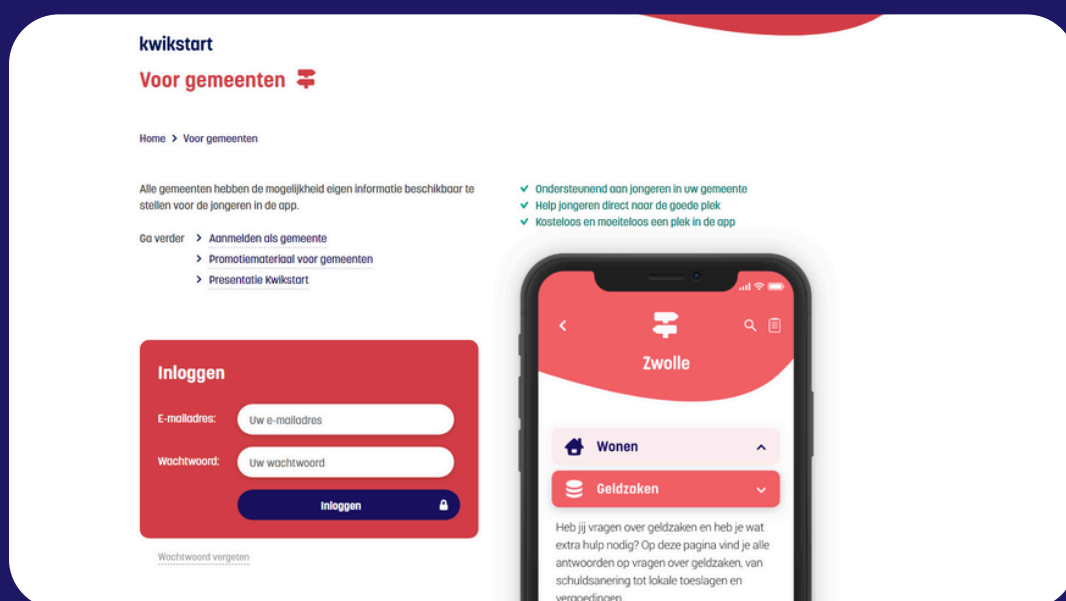 kwikstart
Voor gemeenten
Home > Voor gemeenten
Alle gemeenten hebben de mogelijkheid eigen informatie beschikbaar te
stellen voor de jongeren in de app.
Ga verder > Aanmelden als gemeente
> Promotiemateriaal voor gemeenten
> Presentatie Kwikstart
Inloggen
E-mailadres: Uw e-mailadres
Wachtwoord: Uw wachtwoord
Inloggen
Wachtwoord vergeten
Ondersteunend aan jongeren in uw gemeente
Help jongeren direct naar de goede plek
Kosteloos en moeiteloos een plek in de app
Zwolle
Wonen
Geldzaken
Heb jij vragen over geldzaken en heb je wat
extra hulp nodig? Op deze pagina vind je alle
antwoorden op vragen over geldzaken, van
schuldsanering tot lokale toeslagen en
vergoedingen.